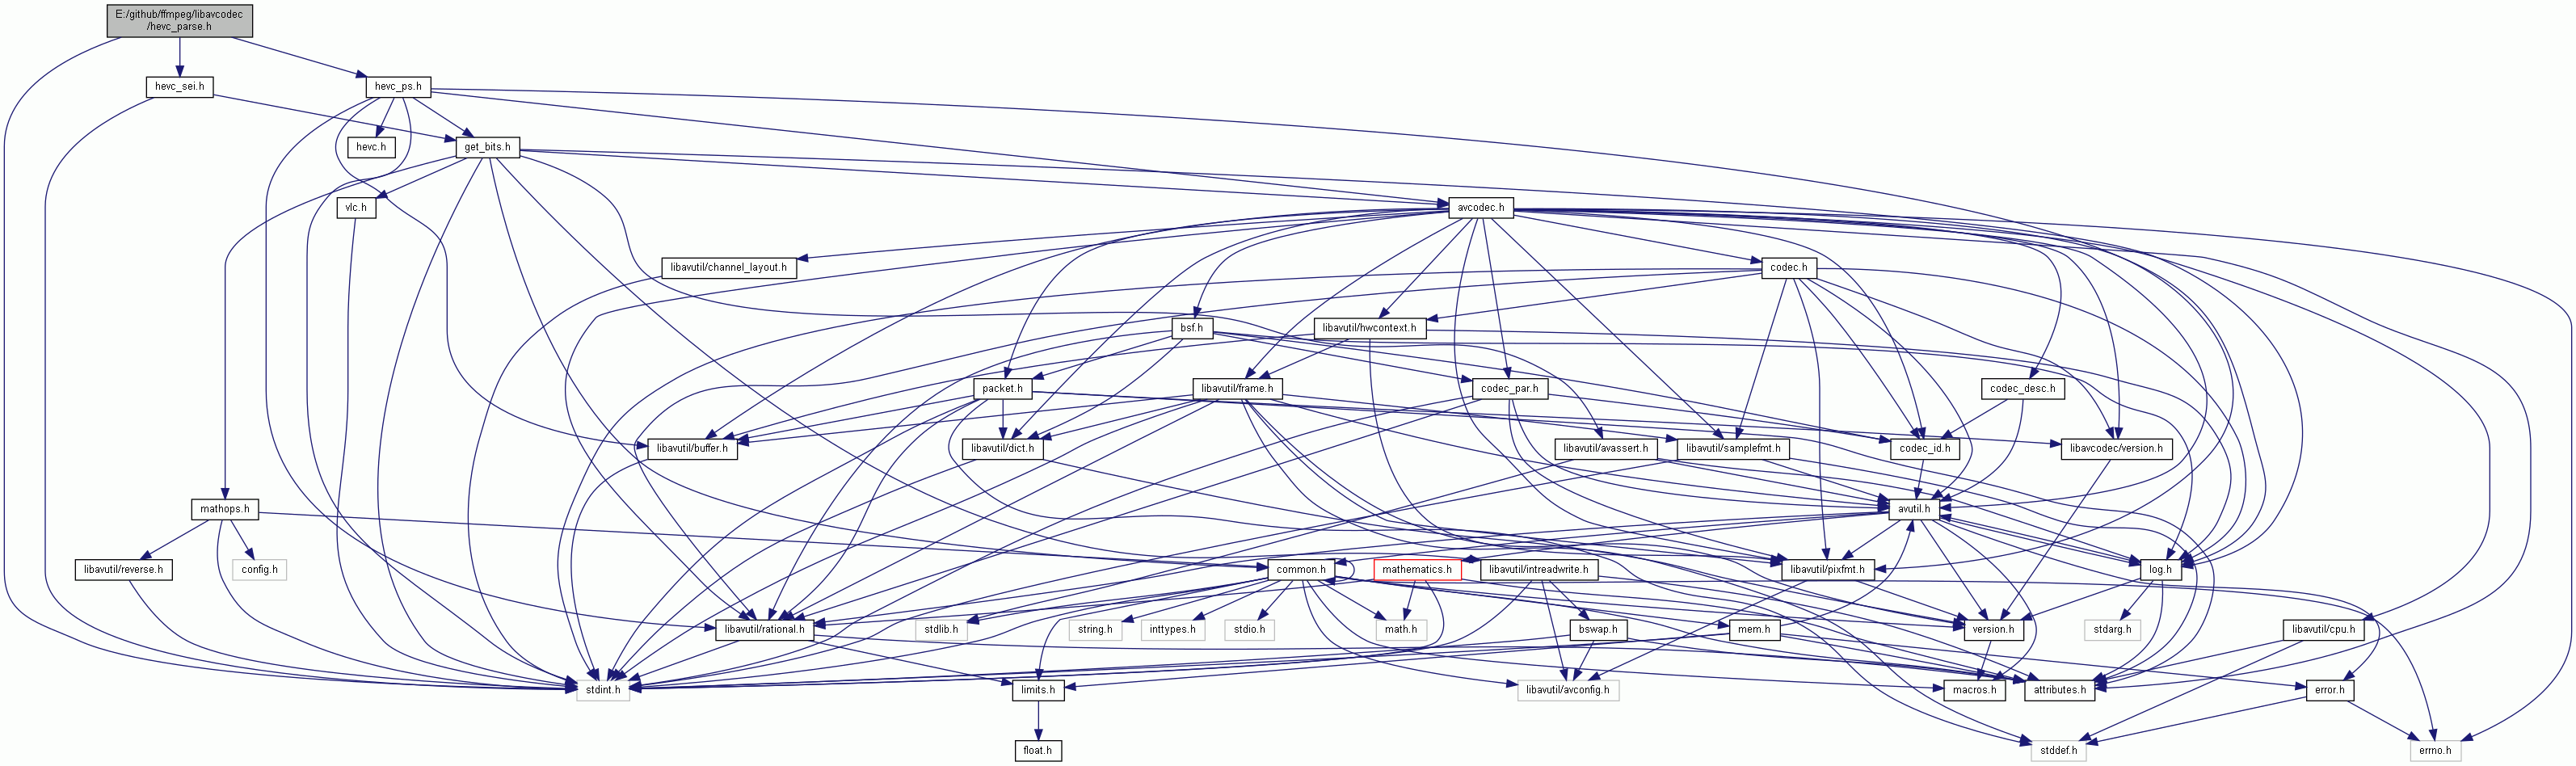 E:/github/ffmpeg/libavcodec
/hevc_parse.h
hevc_sei.h
hevc_ps.h
hevc.h
get_bits.h
vlc.h
avcodec.h
libavutil/channel_layout.h
codec.h
bsf.h
libavutil/hwcontext.h
packet.h
libavutil/frame.h
codec_par.h
codec_desc.h
libavutil/buffer.h
libavutil/dict.h
libavutil/avassert.h
libavutil/samplefmt.h
codec_id.h
libavcodec/version.h
mathops.h
avutil.h
libavutil/reverse.h
config.h
common.h
mathematics.h
libavutil/intreadwrite.h
libavutil/pixfmt.h
log.h
libavutil/rational.h
stdlib.h
string.h
inttypes.h
stdio.h
math.h
bswap.h
mem.h
version.h
stdarg.h
libavutil/cpu.h
stdint.h
limits.h
libavutil/avconfig.h
macros.h
attributes.h
error.h
float.h
stddef.h
errno.h